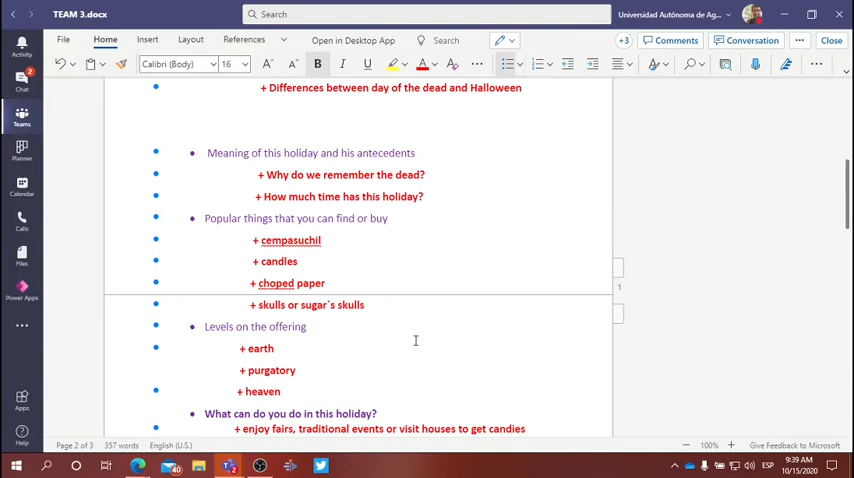 TEAM 3.docx
Search
Universidad Autónoma de Ag...
File Home Insert Layout References Open in Desktop App Search +3 Comments Conversation Close
Calibri (Body) 16 B I U A
Activity
Chat 2
Teams
Planner
Calendar
Calls
Files
Power Apps
Apps
Help
+ Differences between day of the dead and Halloween
Meaning of this holiday and his antecedents
+ Why do we remember the dead?
+ How much time has this holiday?
Popular things that you can find or buy
+ cempasuchil
+ candles
+ choped paper
1
+ skulls or sugar`s skulls
Levels on the offering
+ earth
+ purgatory
+ heaven
What can do you do in this holiday?
+ enjoy fairs, traditional events or visit houses to get candies
Page 2 of 3 357 words English (U.S.) 100% Give Feedback to Microsoft
40 2 ESP 9:39 AM
10/15/2020